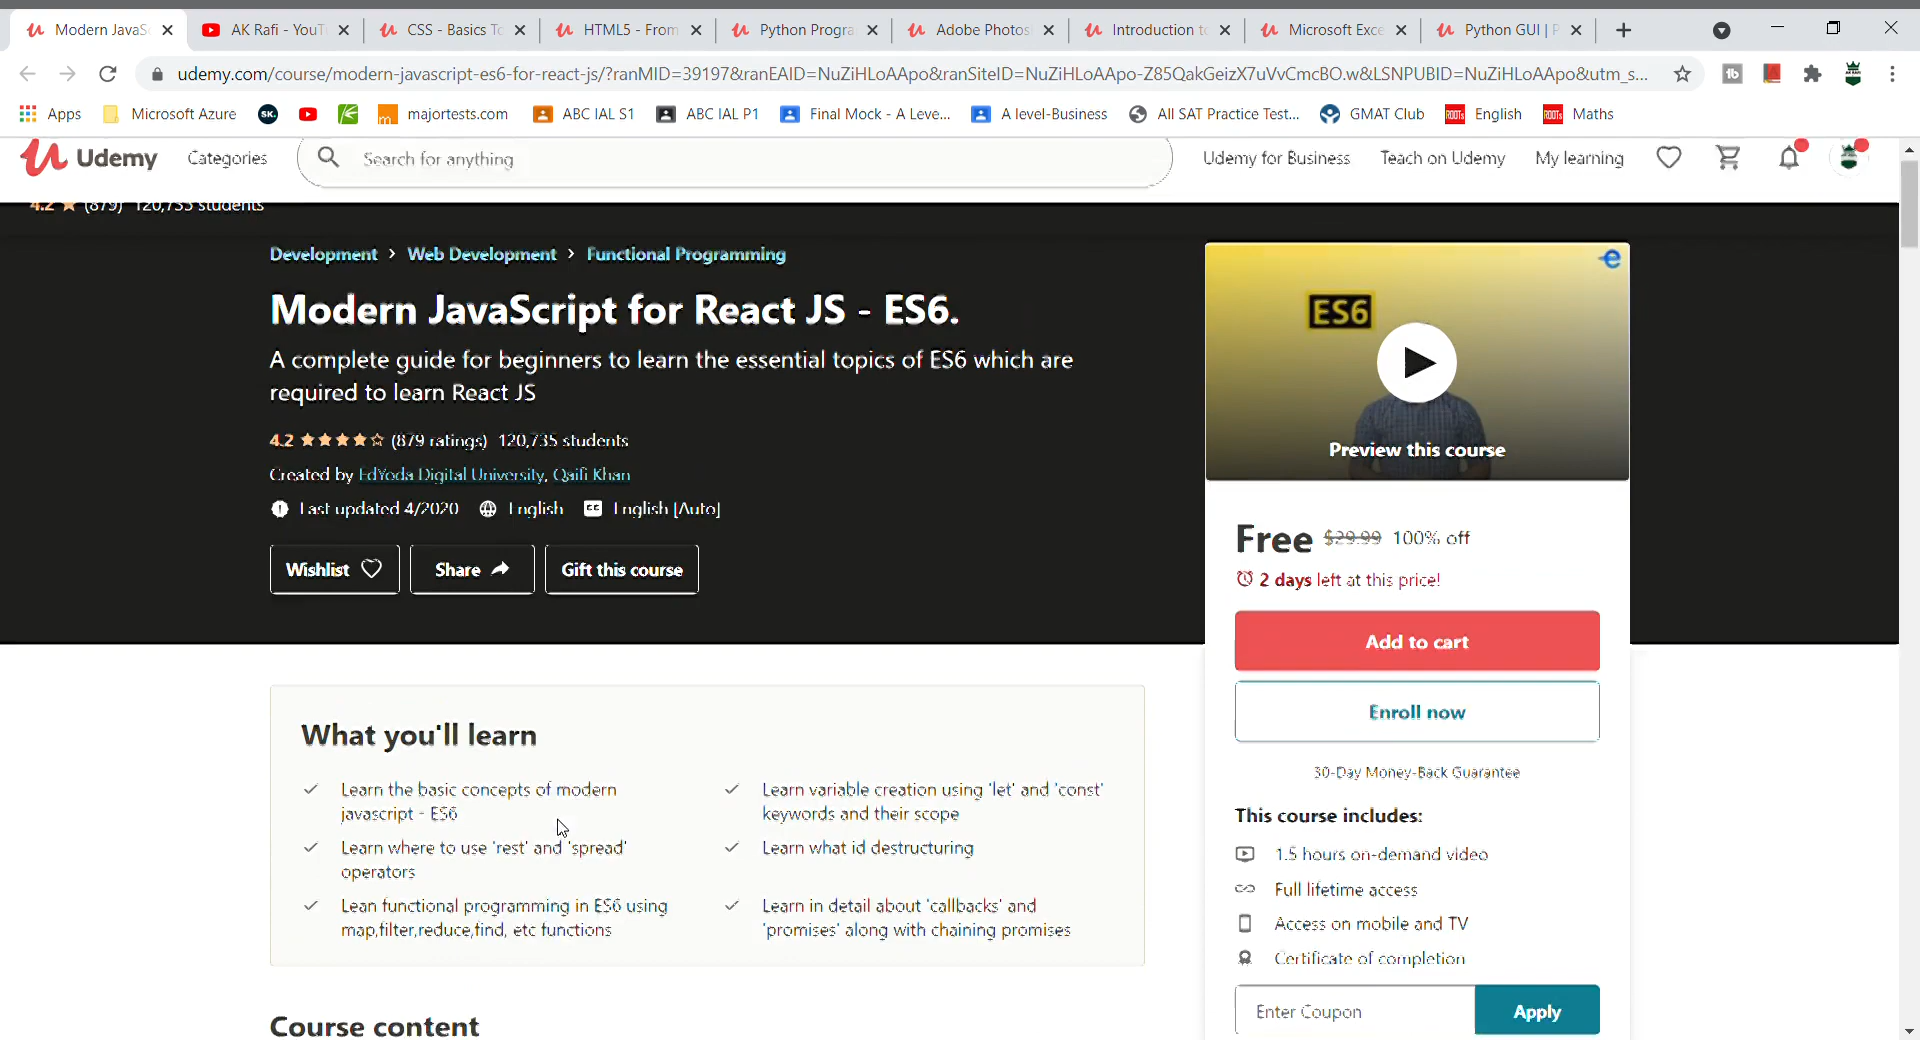 Modern JavaSc
AK Rafi - YouT
CSS - Basics To
HTML5 - From
Python Progra
Adobe Photos
Introduction to
Microsoft Exce
Python GUI | P
udemy.com/course/modern-javascript-es6-for-react-js/?ranMID=39197&ranEAID=NuZiHLoAApo&ranSiteID=NuZiHLoAApo-Z85QakGeizX7uVvCmcBO.w&LSNPUBID=NuZiHLoAApo&utm_s...
Apps
Microsoft Azure
SK.
majortests.com
ABC IAL S1
ABC IAL P1
Final Mock - A Leve...
A level-Business
All SAT Practice Test...
GMAT Club
English
Maths
Udemy
Categories
Search for anything
Udemy for Business
Teach on Udemy
My learning
4.2 ★ (879) 120,735 students
Development > Web Development > Functional Programming
Modern JavaScript for React JS - ES6.
A complete guide for beginners to learn the essential topics of ES6 which are
required to learn React JS
4.2 (879 ratings) 120,735 students
Created by EdYoda Digital University, Qaifi Khan
Last updated 4/2020 English English [Auto]
Wishlist
Share
Gift this course
ES6
Preview this course
Free $29.99 100% off
2 days left at this price!
Add to cart
Enroll now
30-Day Money-Back Guarantee
This course includes:
1.5 hours on-demand video
Full lifetime access
Access on mobile and TV
Certificate of completion
Enter Coupon
Apply
What you'll learn
Learn the basic concepts of modern
javascript - ES6
Learn variable creation using 'let' and 'const'
keywords and their scope
Learn where to use 'rest' and 'spread'
operators
Learn what id destructuring
Lean functional programming in ES6 using
map,filter,reduce,find, etc functions
Learn in detail about 'callbacks' and
'promises' along with chaining promises
Course content